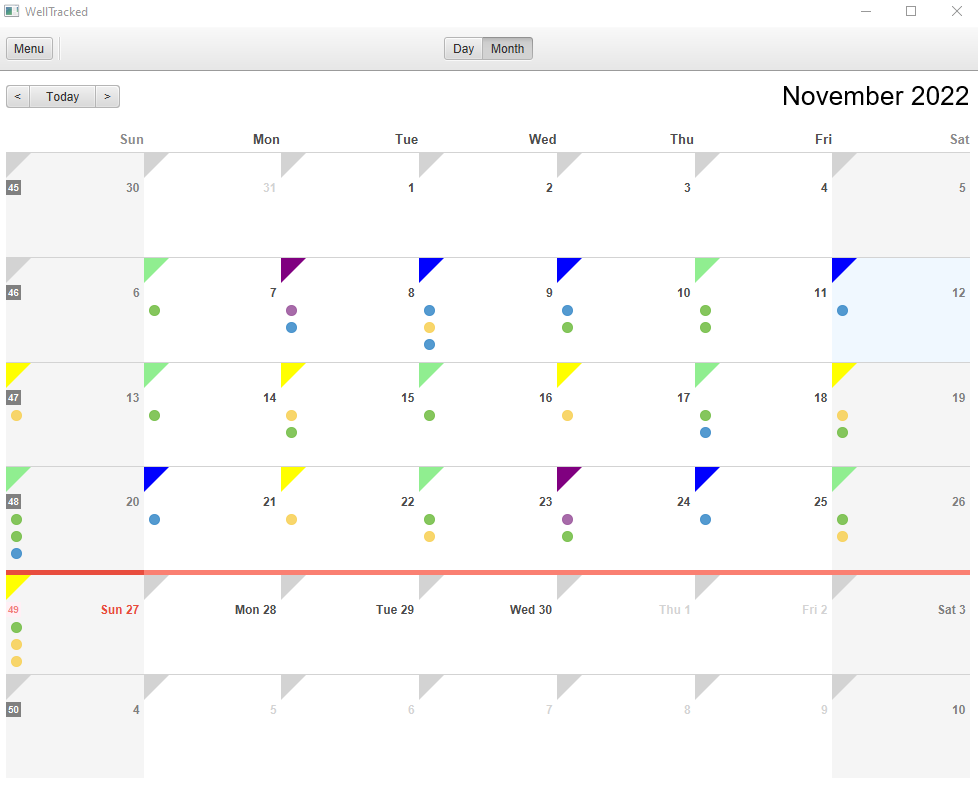 WellTracked
Menu Day Month
< Today > November 2022
Sun Mon Tue Wed Thu Fri Sat
45 30 31 1 2 3 4 5
46 6 7 8 9 10 11 12
47 13 14 15 16 17 18 19
48 20 21 22 23 24 25 26
49 Sun 27 Mon 28 Tue 29 Wed 30 Thu 1 Fri 2 Sat 3
50 4 5 6 7 8 9 10